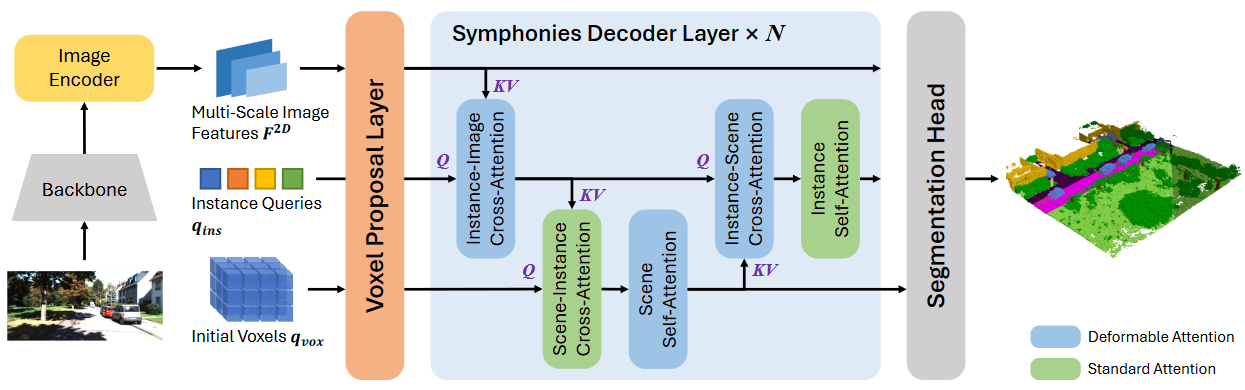 Image
Encoder
Backbone
Multi-Scale Image
Features F^2D
Instance Queries
q_ins
Initial Voxels q_vox
Voxel Proposal Layer
Symphonies Decoder Layer × N
KV
Q
Instance-Image
Cross-Attention
KV
Q
Scene-Instance
Cross-Attention
Scene
Self-Attention
Q
Instance-Scene
Cross-Attention
KV
Instance
Self-Attention
Segmentation Head
Deformable Attention
Standard Attention